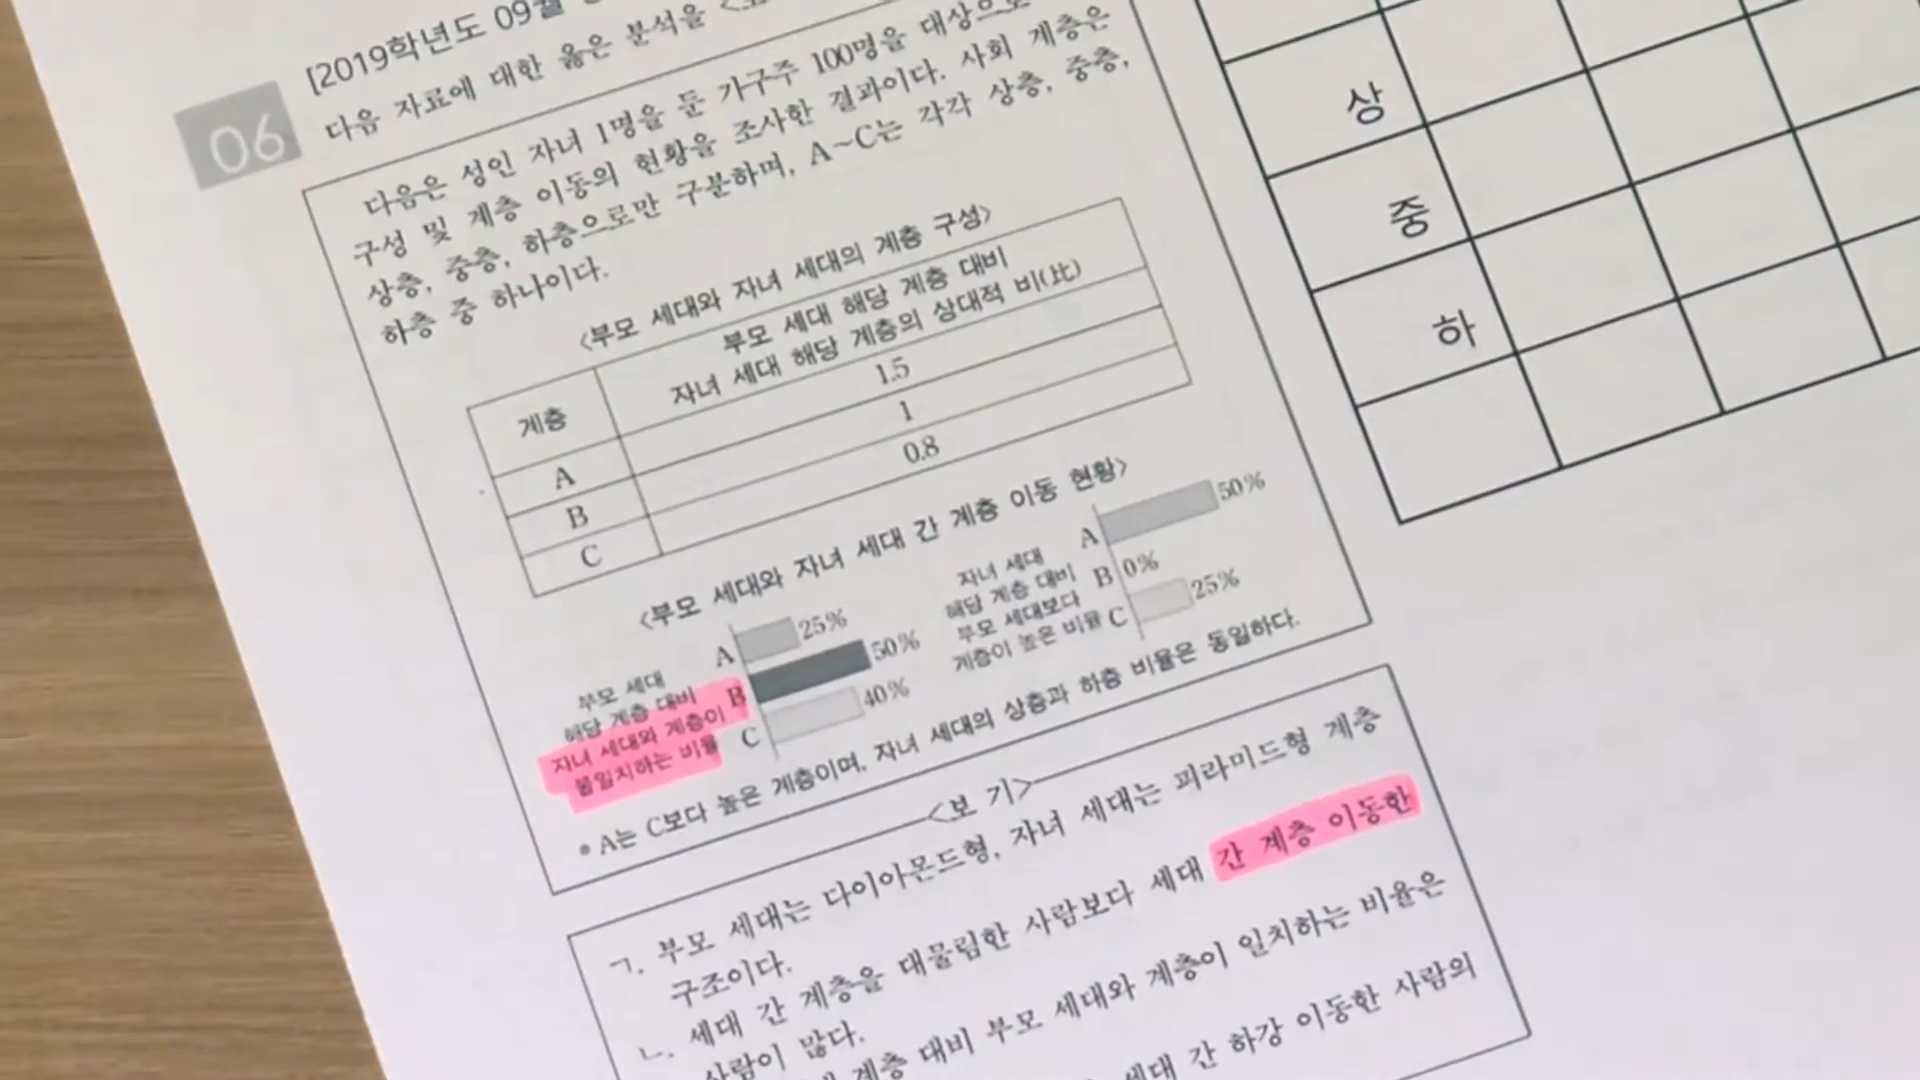 [2019학년도 09월
06
다음 자료에 대한 옳은 분석을
다음은 성인 자녀 1명을 둔 가구주 100명을 대상으로
구성 및 계층 이동의 현황을 조사한 결과이다. 사회 계층은
상층, 중층, 하층으로만 구분하며, A~C는 각각 상층, 중층,
하층 중 하나이다.
<부모 세대와 자녀 세대의 계층 구성>
계층
부모 세대 해당 계층 대비
자녀 세대 해당 계층의 상대적 비(比)
A 1.5
B 1
C 0.8
<부모 세대와 자녀 세대 간 계층 이동 현황>
부모 세대
해당 계층 대비
자녀 세대와 계층이
불일치하는 비율
A 25%
B 50%
C 40%
자녀 세대
해당 계층 대비
부모 세대보다
계층이 높은 비율
A 50%
B 0%
C 25%
* A는 C보다 높은 계층이며, 자녀 세대의 상층과 하층 비율은 동일하다.
<보 기>
ㄱ. 부모 세대는 다이아몬드형, 자녀 세대는 피라미드형 계층
구조이다.
ㄴ. 세대 간 계층을 대물림한 사람보다 세대 간 계층 이동한
사람이 많다.
계층 대비 부모 세대와 계층이 일치하는 비율은
세대 간 하강 이동한 사람의
상
중
하